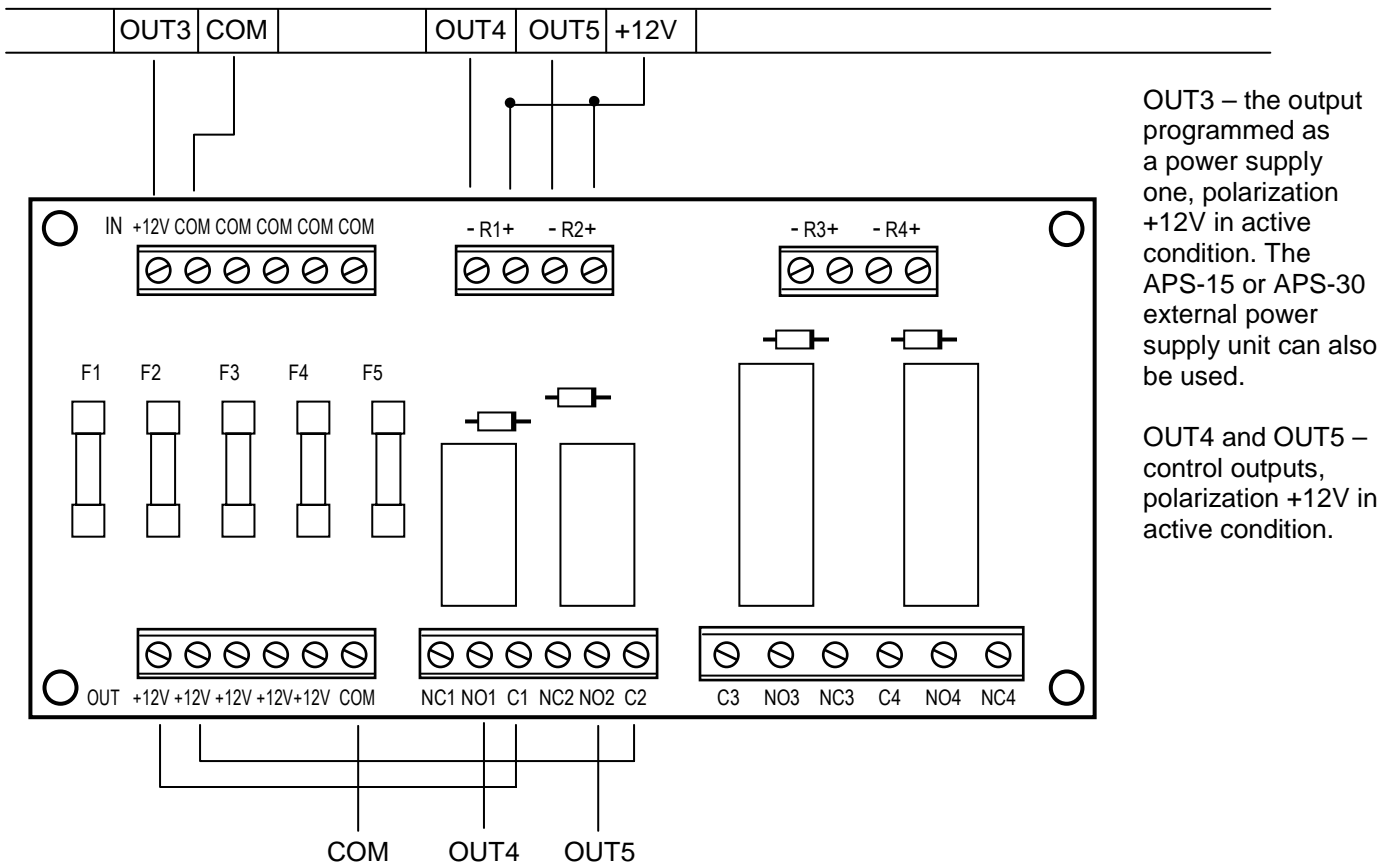 OUT3 COM OUT4 OUT5 +12V
OUT3 – the output
programmed as
a power supply
one, polarization
+12V in active
condition. The
APS-15 or APS-30
external power
supply unit can also
be used.
OUT4 and OUT5 –
control outputs,
polarization +12V in
active condition.
IN +12V COM COM COM COM COM - R1+ - R2+ - R3+ - R4+
F1 F2 F3 F4 F5
OUT +12V +12V +12V +12V +12V COM NC1 NO1 C1 NC2 NO2 C2 C3 NO3 NC3 C4 NO4 NC4
COM OUT4 OUT5